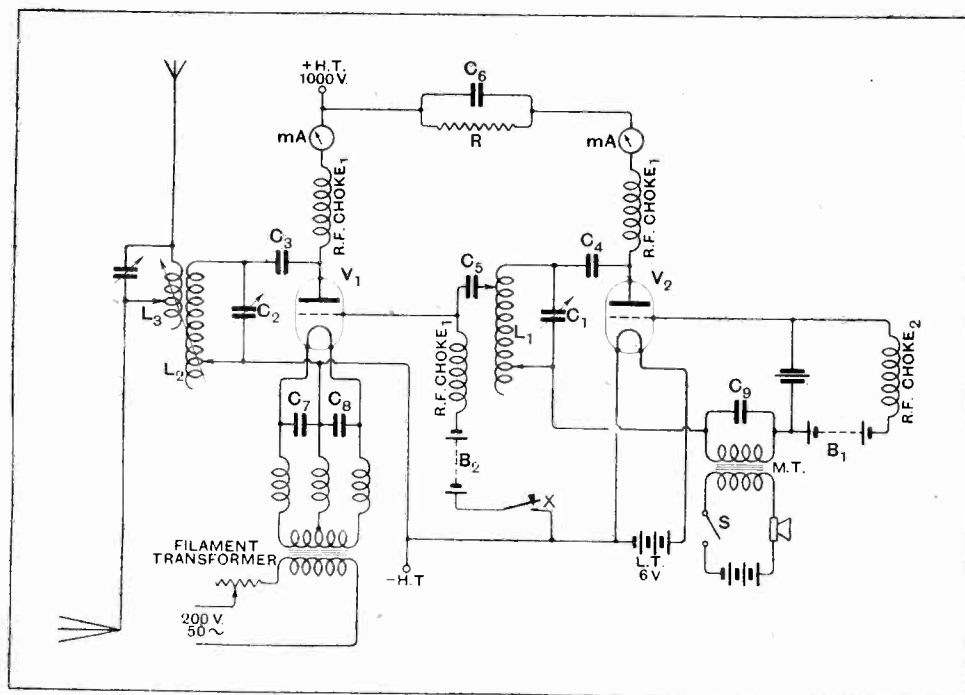 +H.T.
1000 V.
C6
mA
R
mA
R.F. CHOKE1
R.F. CHOKE1
C3
C4
V1
C5
V2
L3
C2
L1
C1
L2
R.F. CHOKE1
R.F. CHOKE2
C7
C8
C9
B2
B1
M.T.
X
S
FILAMENT
TRANSFORMER
L.T.
6V
–H.T
200 V.
50~